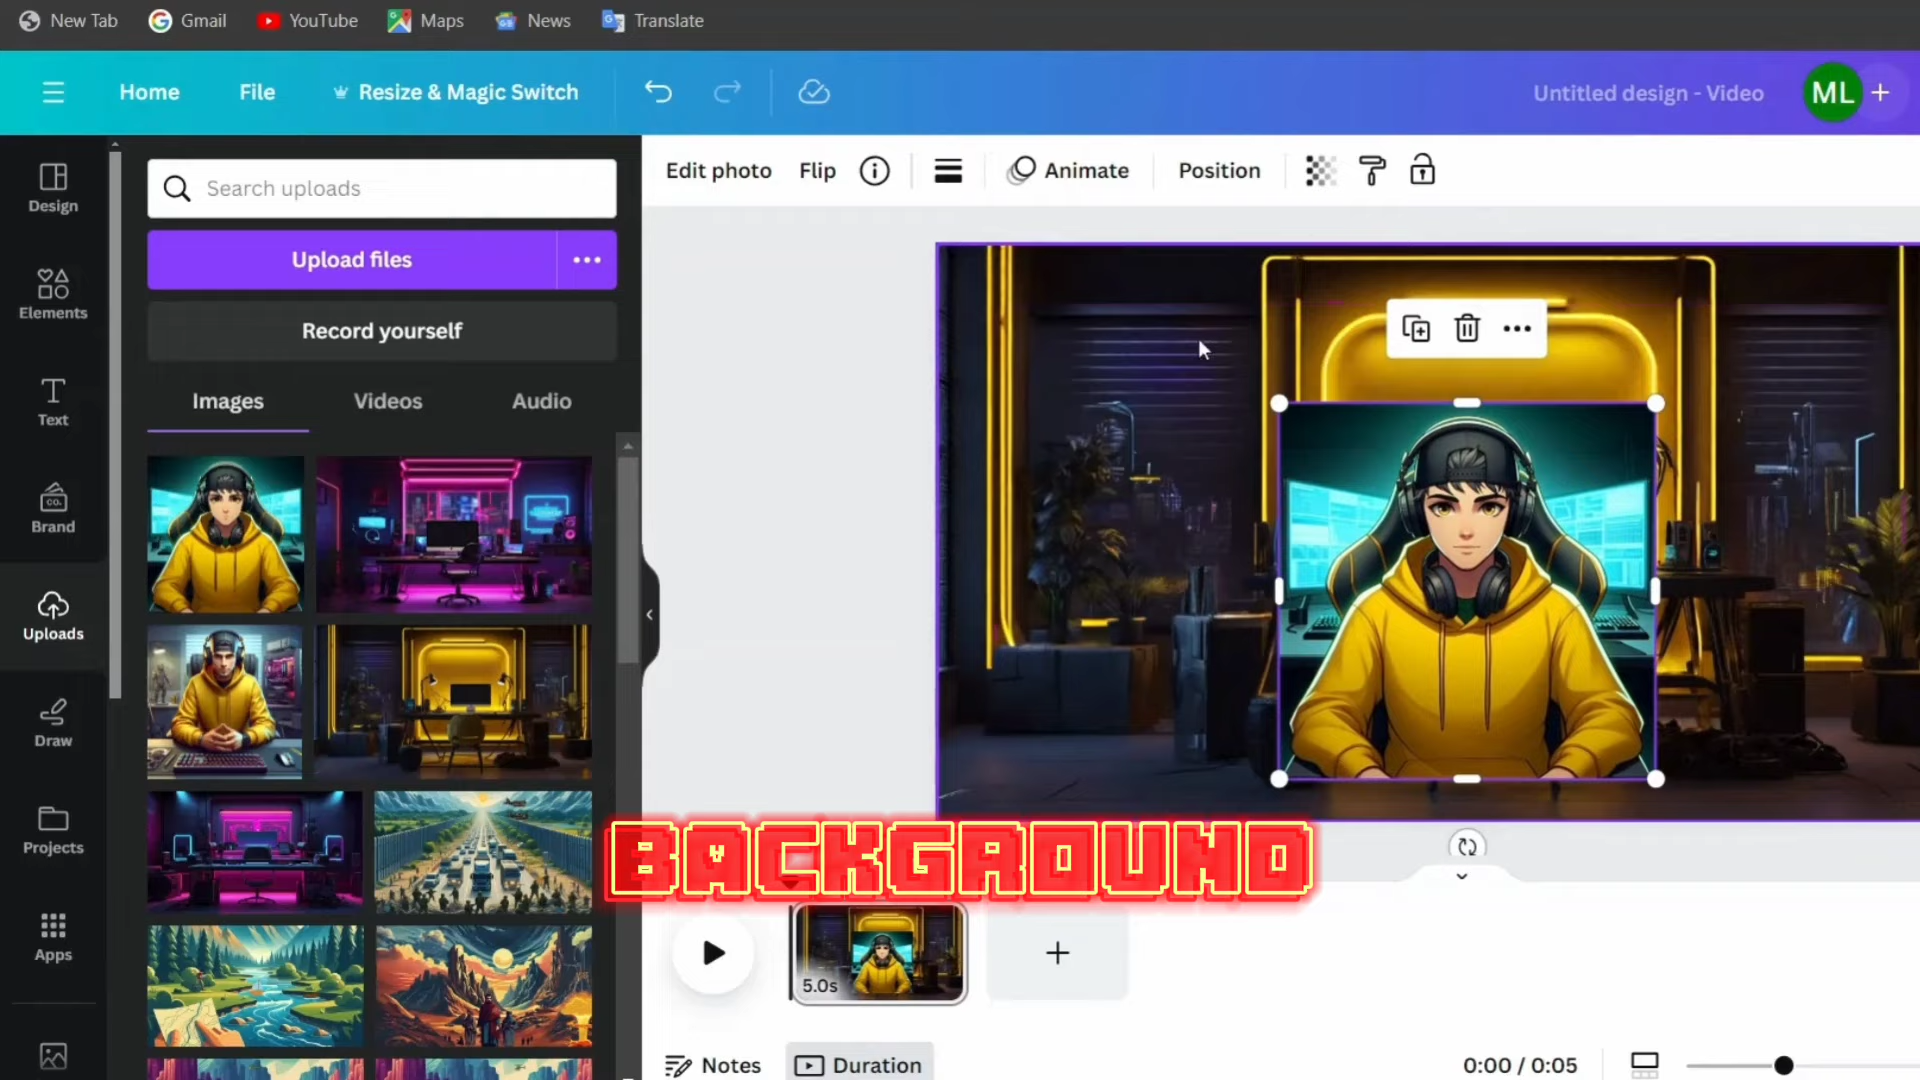 New Tab Gmail YouTube Maps News Translate
Home File Resize & Magic Switch Untitled design - Video ML +
Design
Elements
Text
Brand
Uploads
Draw
Projects
Apps
Search uploads
Upload files
Record yourself
Images Videos Audio
Edit photo Flip Animate Position
BACKGROUND
5.0s
Notes Duration 0:00 / 0:05